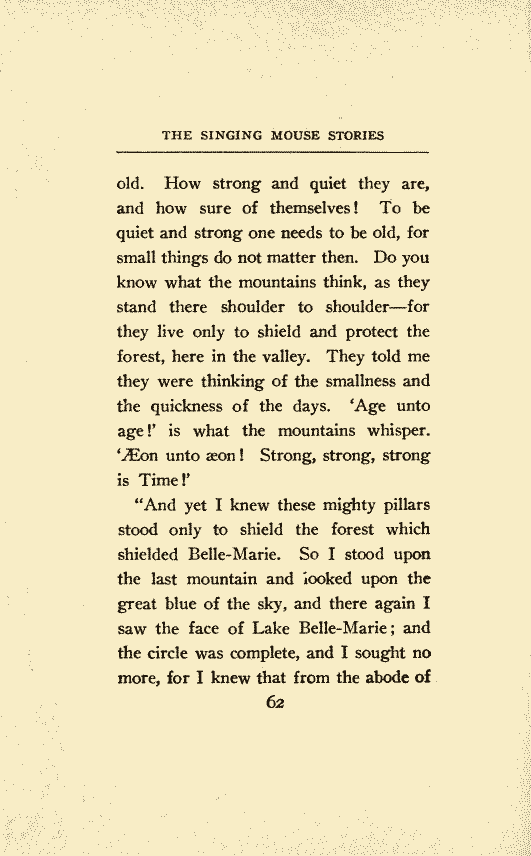 THE SINGING MOUSE STORIES
old. How strong and quiet they are,
and how sure of themselves! To be
quiet and strong one needs to be old, for
small things do not matter then. Do you
know what the mountains think, as they
stand there shoulder to shoulder—for
they live only to shield and protect the
forest, here in the valley. They told me
they were thinking of the smallness and
the quickness of the days. ‘Age unto
age!’ is what the mountains whisper.
‘Æon unto æon! Strong, strong, strong
is Time!’
“And yet I knew these mighty pillars
stood only to shield the forest which
shielded Belle-Marie. So I stood upon
the last mountain and looked upon the
great blue of the sky, and there again I
saw the face of Lake Belle-Marie; and
the circle was complete, and I sought no
more, for I knew that from the abode of
62